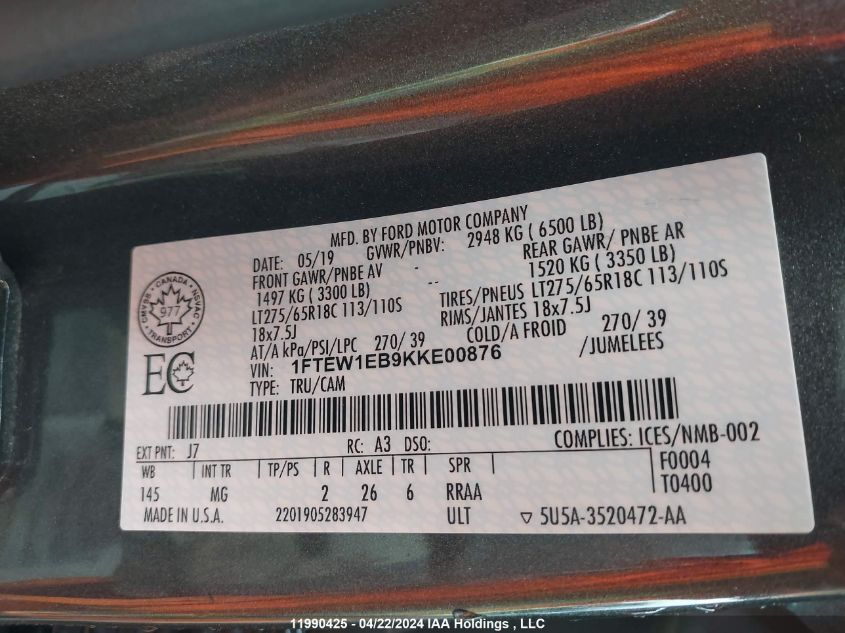 MFD. BY FORD MOTOR COMPANY
DATE: 05/19 GVWR/PNBV: 2948 KG ( 6500 LB)
FRONT GAWR/PNBE AV - REAR GAWR/ PNBE AR
1497 KG ( 3300 LB) -- 1520 KG ( 3350 LB)
LT275/65R18C 113/110S TIRES/PNEUS LT275/65R18C 113/110S
18x7.5J RIMS/JANTES 18x7.5J
AT/A kPa/PSI/LPC 270/ 39 COLD/A FROID 270/ 39
VIN: 1FTEW1EB9KKE00876 /JUMELEES
TYPE: TRU/CAM
CANADA
CMVSS NSVAC
977
TRANSPORT
EC
EXT PNT: J7 RC: A3 DSO: COMPLIES: ICES/NMB-002
WB INT TR TP/PS R AXLE TR SPR F0004
145 MG 2 26 6 RRAA T0400
MADE IN U.S.A. 2201905283947 ULT ▽ 5U5A-3520472-AA
11990425 - 04/22/2024 IAA Holdings , LLC